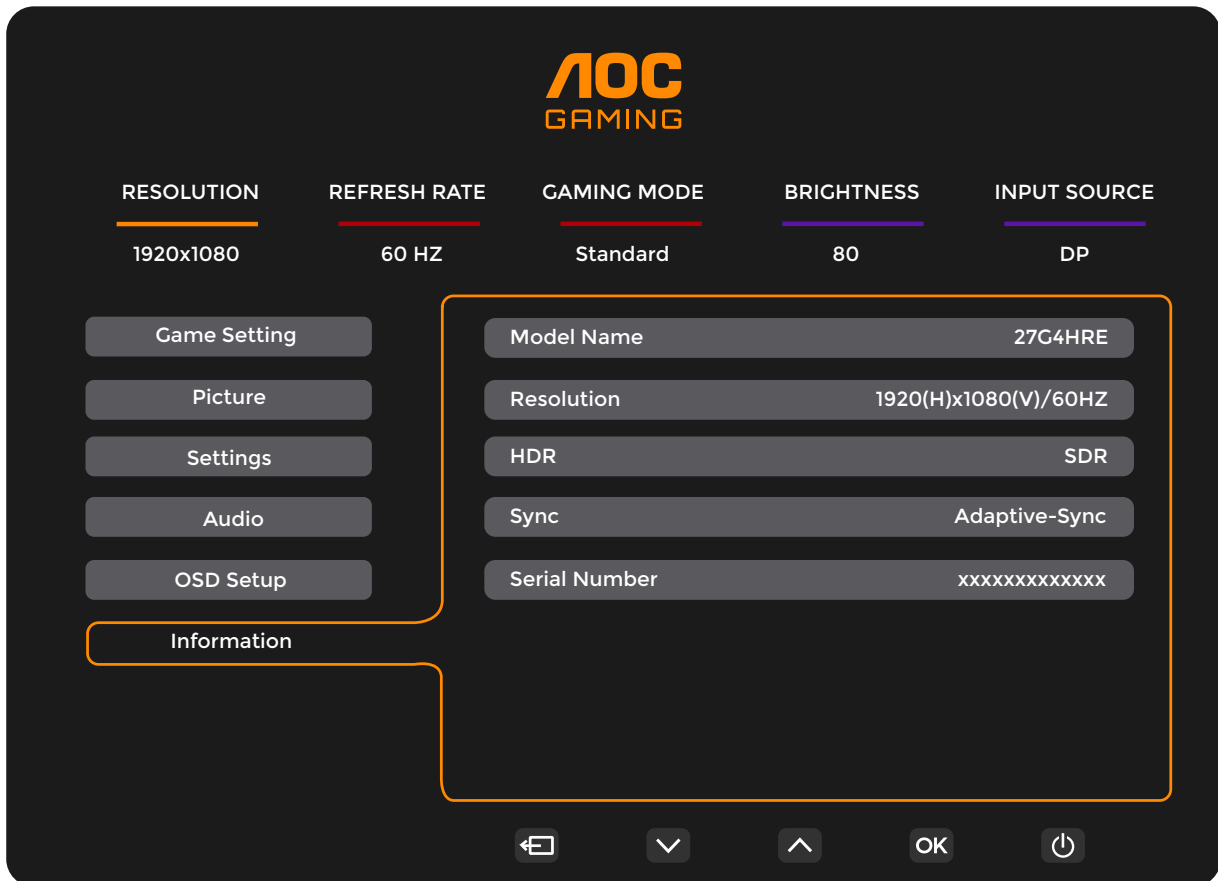 AOC
GAMING
RESOLUTION REFRESH RATE GAMING MODE BRIGHTNESS INPUT SOURCE
1920x1080 60 HZ Standard 80 DP
Game Setting
Model Name 27G4HRE
Picture
Resolution 1920(H)x1080(V)/60HZ
Settings
HDR SDR
Audio
Sync Adaptive-Sync
OSD Setup
Serial Number xxxxxxxxxxxxx
Information
OK